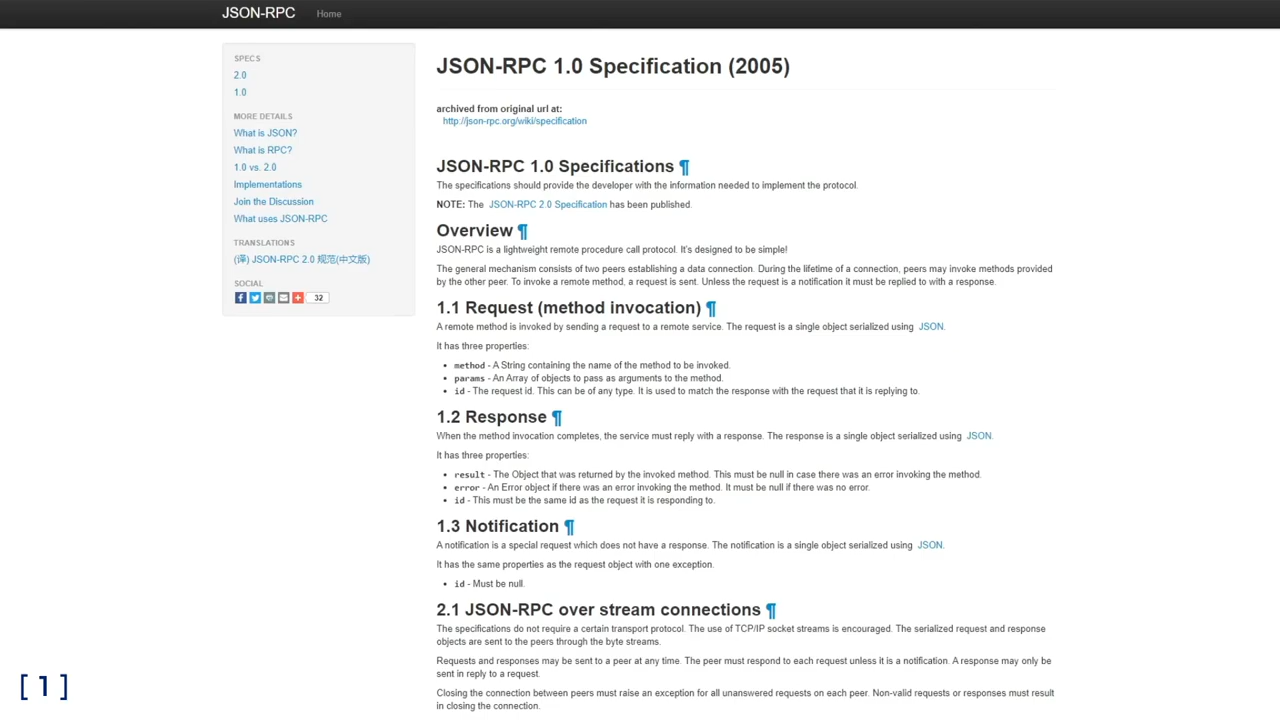 JSON-RPC Home
SPECS
2.0
1.0
MORE DETAILS
What is JSON?
What is RPC?
1.0 vs. 2.0
Implementations
Join the Discussion
What uses JSON-RPC
TRANSLATIONS
(译) JSON-RPC 2.0 规范(中文版)
SOCIAL
32
JSON-RPC 1.0 Specification (2005)
archived from original url at:
http://json-rpc.org/wiki/specification
JSON-RPC 1.0 Specifications ¶
The specifications should provide the developer with the information needed to implement the protocol.
NOTE: The JSON-RPC 2.0 Specification has been published.
Overview ¶
JSON-RPC is a lightweight remote procedure call protocol. It's designed to be simple!
The general mechanism consists of two peers establishing a data connection. During the lifetime of a connection, peers may invoke methods provided
by the other peer. To invoke a remote method, a request is sent. Unless the request is a notification it must be replied to with a response.
1.1 Request (method invocation) ¶
A remote method is invoked by sending a request to a remote service. The request is a single object serialized using JSON.
It has three properties:
• method - A String containing the name of the method to be invoked.
• params - An Array of objects to pass as arguments to the method.
• id - The request id. This can be of any type. It is used to match the response with the request that it is replying to.
1.2 Response ¶
When the method invocation completes, the service must reply with a response. The response is a single object serialized using JSON.
It has three properties:
• result - The Object that was returned by the invoked method. This must be null in case there was an error invoking the method.
• error - An Error object if there was an error invoking the method. It must be null if there was no error.
• id - This must be the same id as the request it is responding to.
1.3 Notification ¶
A notification is a special request which does not have a response. The notification is a single object serialized using JSON.
It has the same properties as the request object with one exception.
• id - Must be null.
2.1 JSON-RPC over stream connections ¶
The specifications do not require a certain transport protocol. The use of TCP/IP socket streams is encouraged. The serialized request and response
objects are sent to the peers through the byte streams.
Requests and responses may be sent to a peer at any time. The peer must respond to each request unless it is a notification. A response may only be
sent in reply to a request.
Closing the connection between peers must raise an exception for all unanswered requests on each peer. Non-valid requests or responses must result
in closing the connection.
[ 1 ]